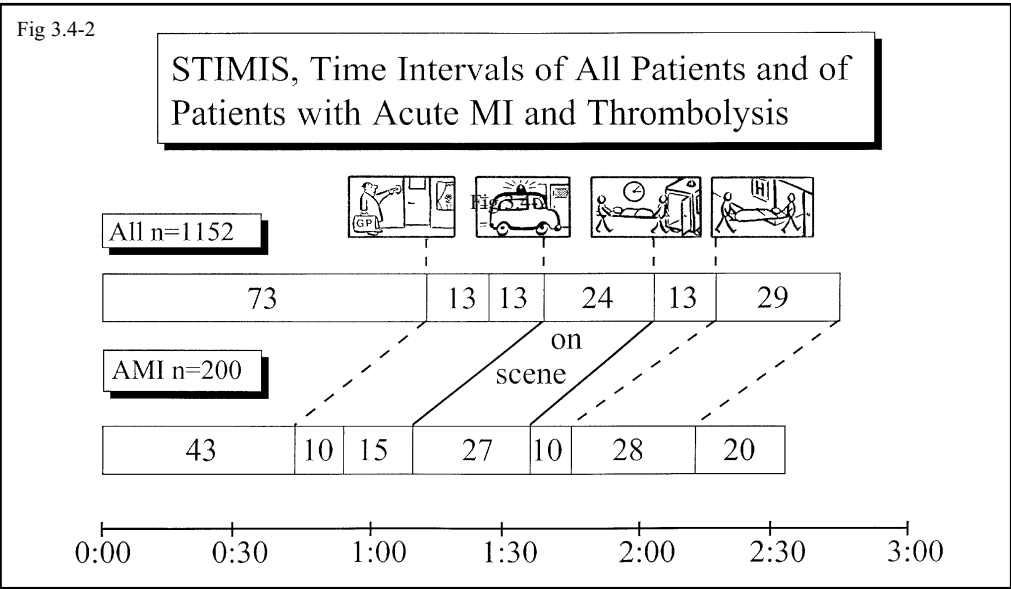 Fig 3.4-2
STIMIS, Time Intervals of All Patients and of
Patients with Acute MI and Thrombolysis
GP
H
All n=1152
73 13 13 24 13 29
on
scene
AMI n=200
43 10 15 27 10 28 20
0:00 0:30 1:00 1:30 2:00 2:30 3:00